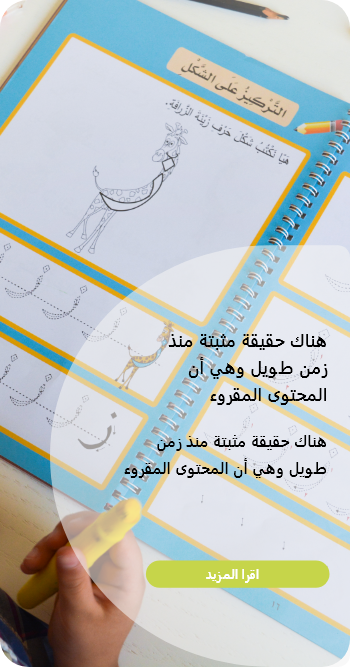 التَّرْكِيزُ عَلَى الشَّكْلِ
هَيَّا نَكْتُبُ شَكْلَ حَرْفِ زِينَةُ الزَّرَافَةِ.
هناك حقيقة مثبتة منذ
زمن طويل وهي أن
المحتوى المقروء
هناك حقيقة مثبتة منذ زمن
طويل وهي أن المحتوى المقروء
اقرا المزيد
ز
١٦